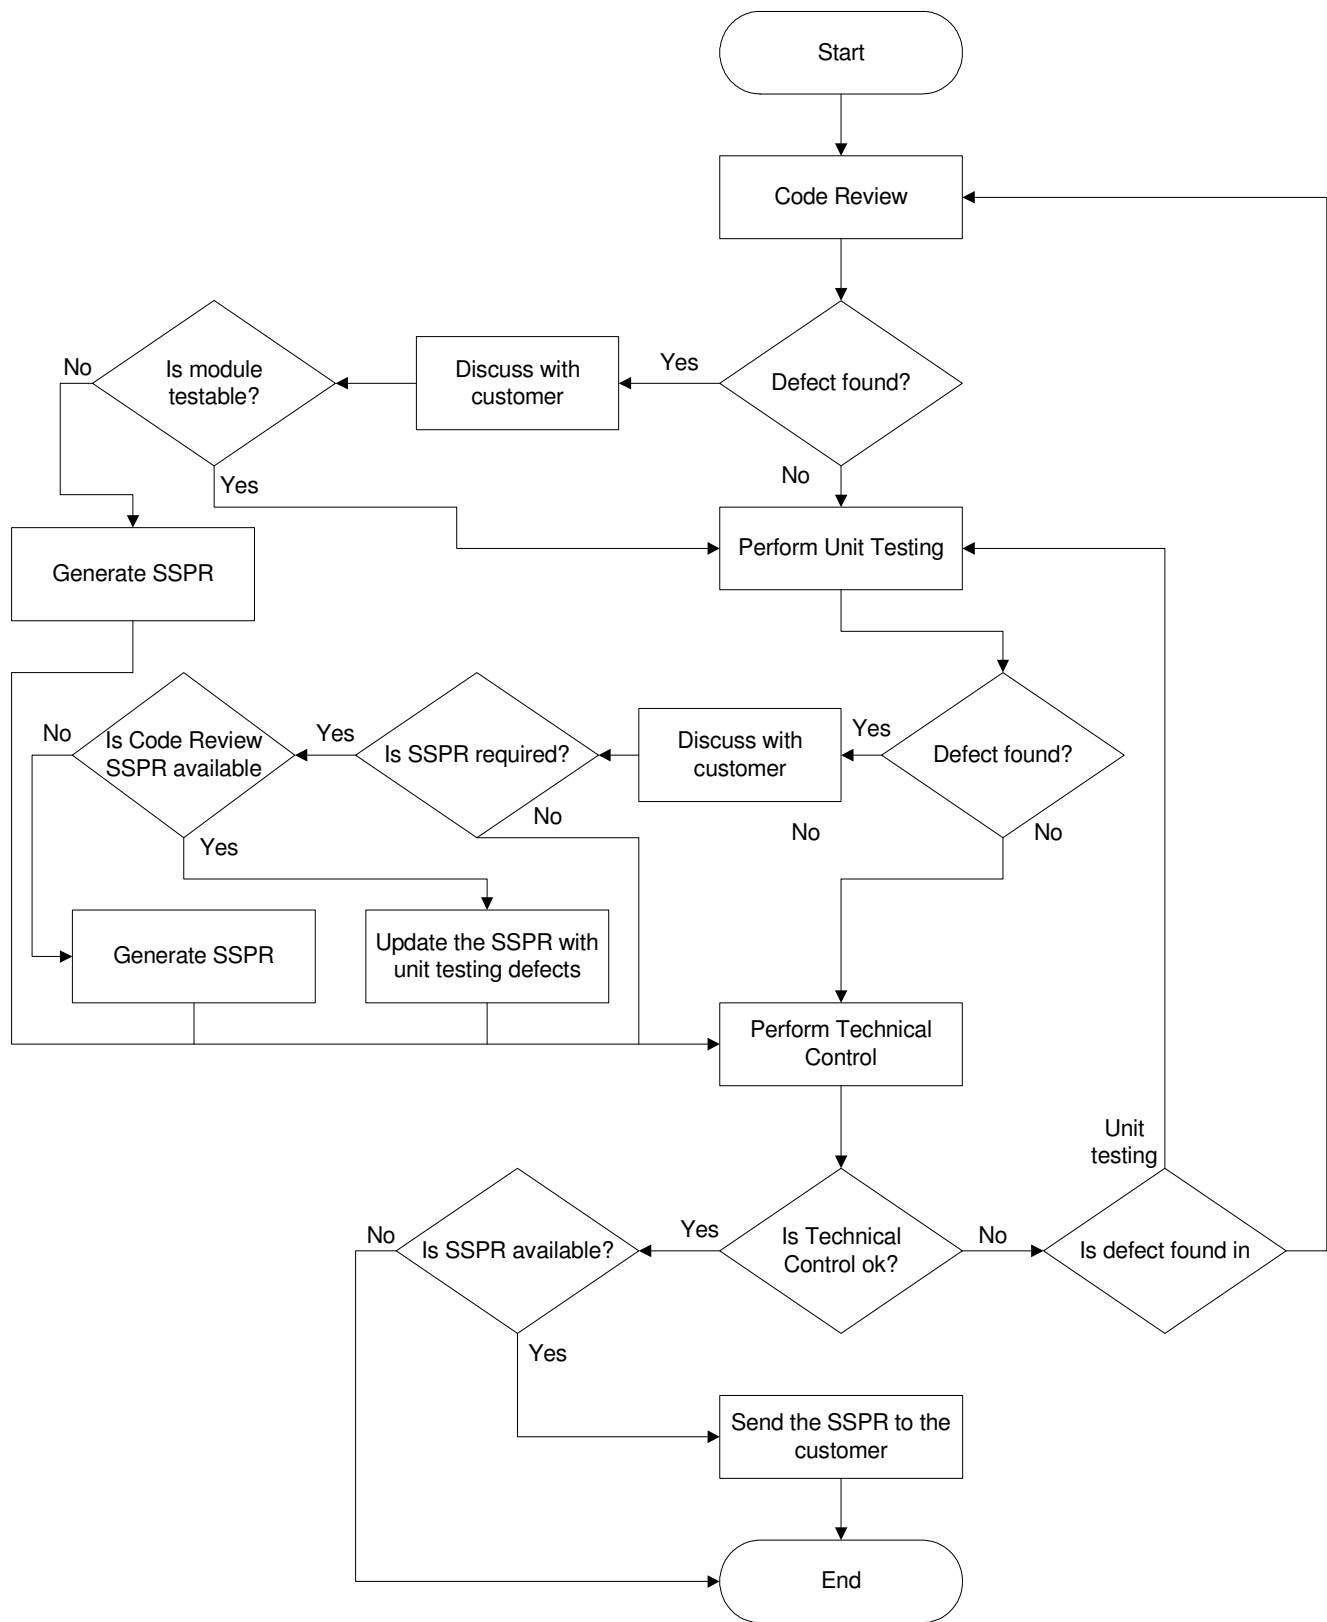 Start
Code Review
No
Is module
testable?
Discuss with
customer
Yes
Defect found?
Yes
No
Generate SSPR
Perform Unit Testing
No
Is Code Review
SSPR available
Yes
Is SSPR required?
Discuss with
customer
Yes
Defect found?
Yes
No
No
No
Generate SSPR
Update the SSPR with
unit testing defects
Perform Technical
Control
Unit
testing
No
Is SSPR available?
Yes
Is Technical
Control ok?
No
Is defect found in
Yes
Send the SSPR to the
customer
End